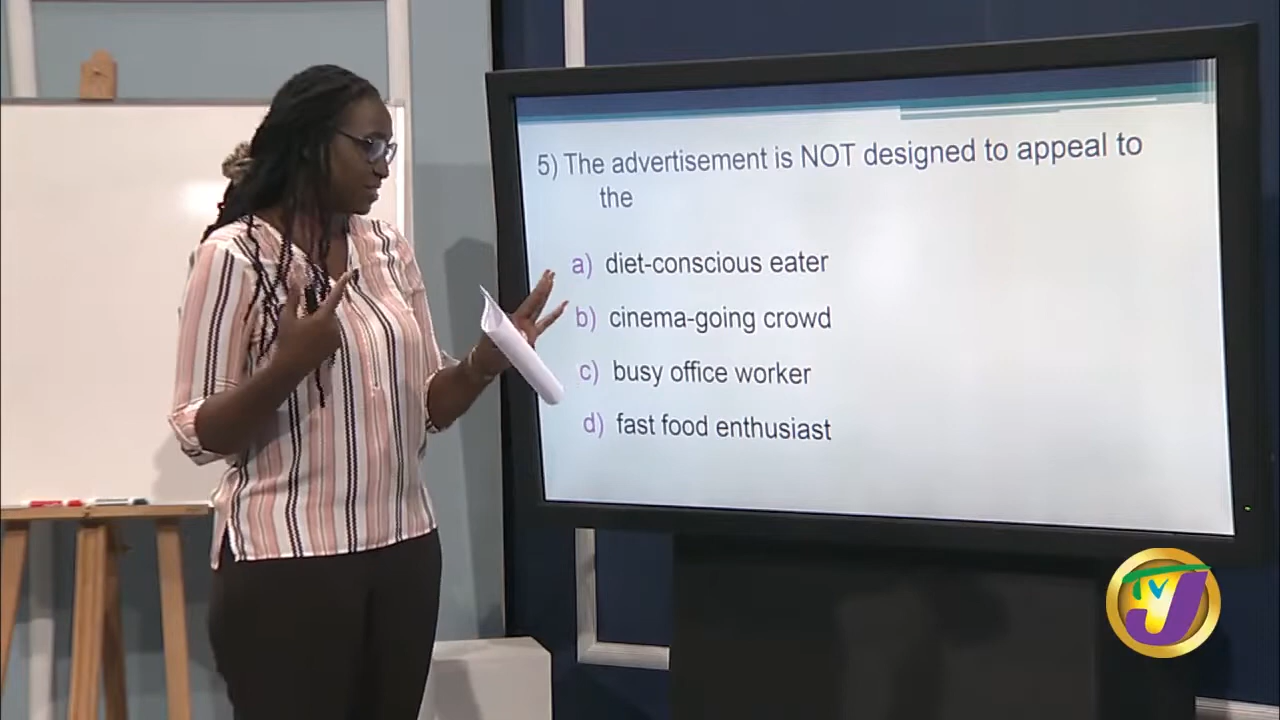 5) The advertisement is NOT designed to appeal to
the
a) diet-conscious eater
b) cinema-going crowd
c) busy office worker
d) fast food enthusiast
TVJ